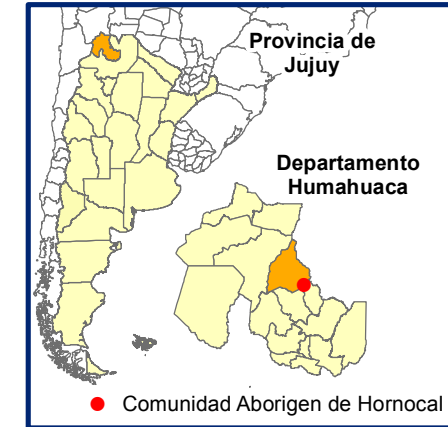 Provincia de
Jujuy
Departamento
Humahuaca
Comunidad Aborigen de Hornocal